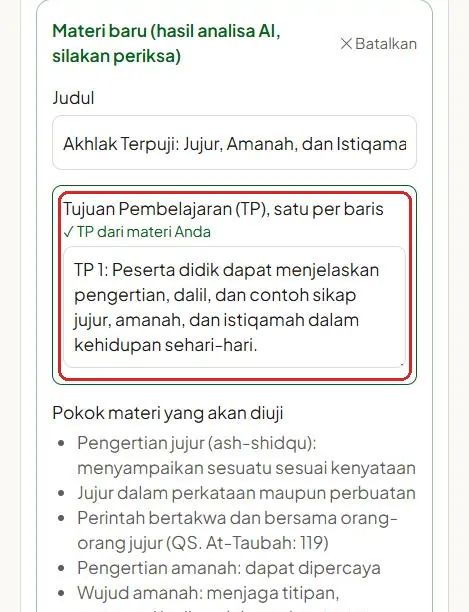 Materi baru (hasil analisa AI,
silakan periksa)
Batalkan
Judul
Akhlak Terpuji: Jujur, Amanah, dan Istiqama
Tujuan Pembelajaran (TP), satu per baris
✓ TP dari materi Anda
TP 1: Peserta didik dapat menjelaskan
pengertian, dalil, dan contoh sikap
jujur, amanah, dan istiqamah dalam
kehidupan sehari-hari.
Pokok materi yang akan diuji
• Pengertian jujur (ash-shidqu):
menyampaikan sesuatu sesuai kenyataan
• Jujur dalam perkataan maupun perbuatan
• Perintah bertakwa dan bersama orang-
orang jujur (QS. At-Taubah: 119)
• Pengertian amanah: dapat dipercaya
• Wujud amanah: menjaga titipan,